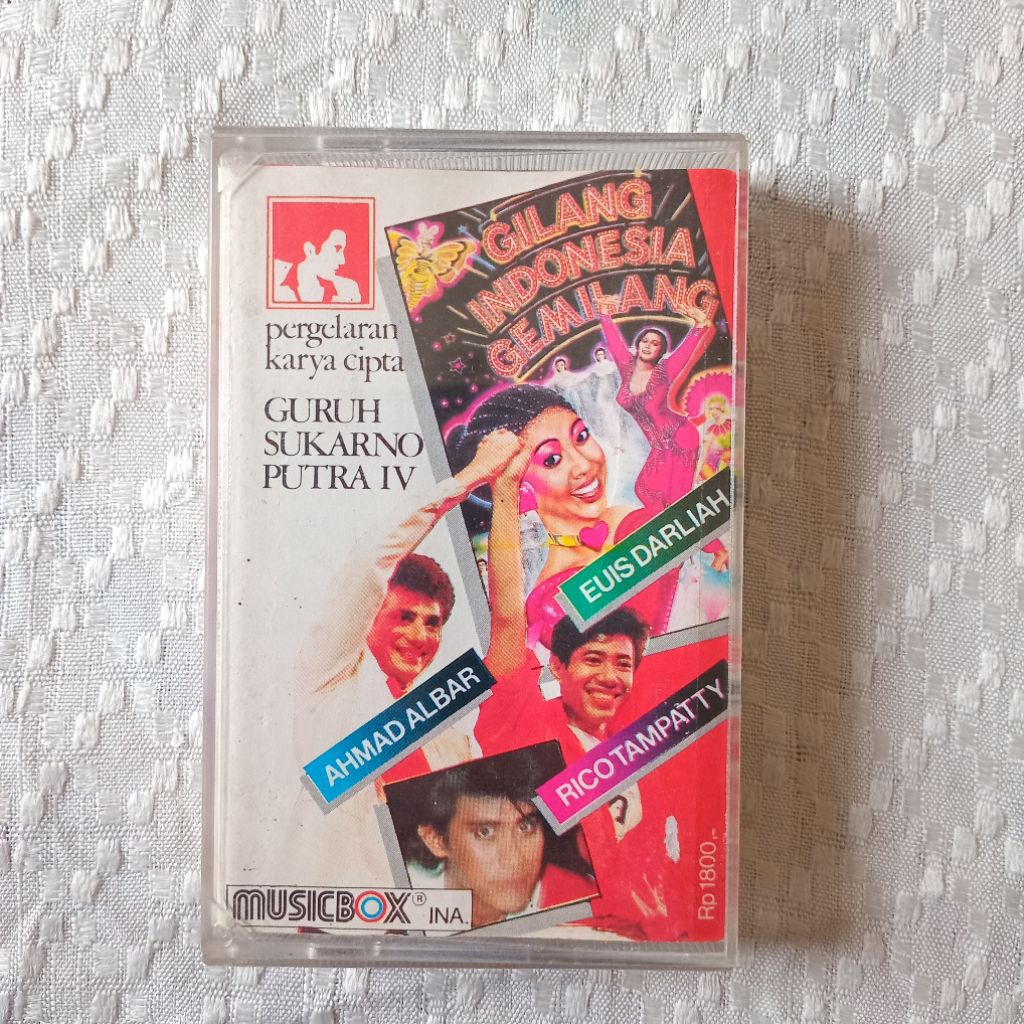 GILANG
INDONESIA
GEMILANG
pergelaran
karya cipta
GURUH
SUKARNO
PUTRA IV
EUIS DARLIAH
AHMAD ALBAR
RICO TAMPATTY
MUSICBOX® INA.
Rp 1800,-